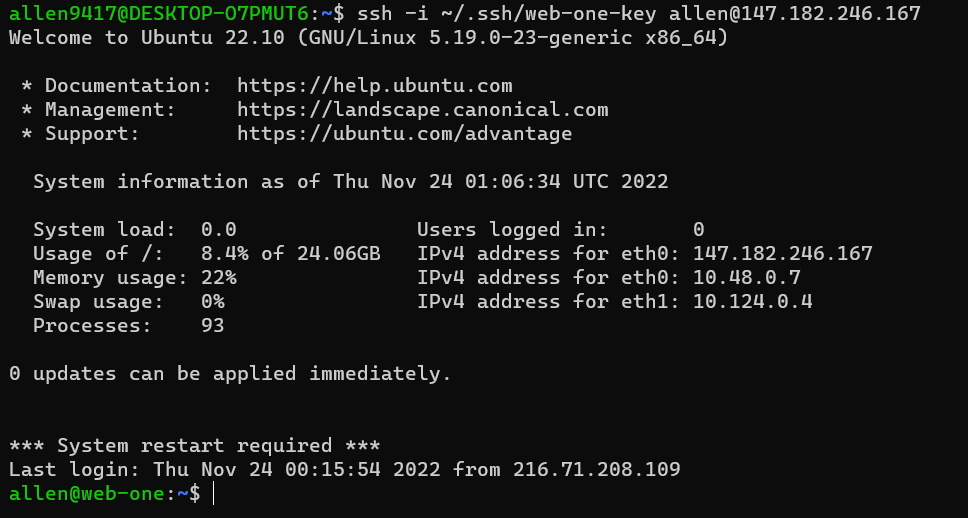 allen9417@DESKTOP-O7PMUT6:~$ ssh -i ~/.ssh/web-one-key allen@147.182.246.167
Welcome to Ubuntu 22.10 (GNU/Linux 5.19.0-23-generic x86_64)

 * Documentation:  https://help.ubuntu.com
 * Management:     https://landscape.canonical.com
 * Support:        https://ubuntu.com/advantage

  System information as of Thu Nov 24 01:06:34 UTC 2022

  System load:  0.0               Users logged in:       0
  Usage of /:   8.4% of 24.06GB   IPv4 address for eth0: 147.182.246.167
  Memory usage: 22%               IPv4 address for eth0: 10.48.0.7
  Swap usage:   0%                IPv4 address for eth1: 10.124.0.4
  Processes:    93

0 updates can be applied immediately.


*** System restart required ***
Last login: Thu Nov 24 00:15:54 2022 from 216.71.208.109
allen@web-one:~$